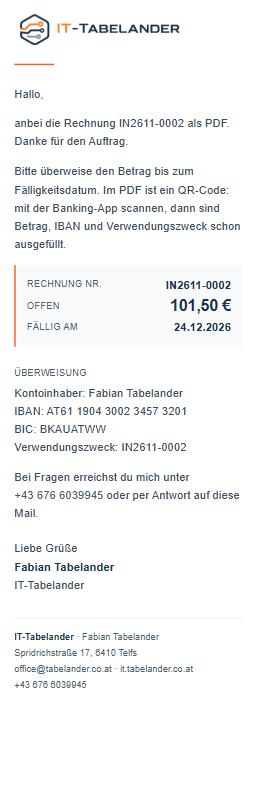 IT-TABELANDER
Hallo,
anbei die Rechnung IN2611-0002 als PDF.
Danke für den Auftrag.
Bitte überweise den Betrag bis zum
Fälligkeitsdatum. Im PDF ist ein QR-Code:
mit der Banking-App scannen, dann sind
Betrag, IBAN und Verwendungszweck schon
ausgefüllt.
RECHNUNG NR. IN2611-0002
OFFEN 101,50 €
FÄLLIG AM 24.12.2026
ÜBERWEISUNG
Kontoinhaber: Fabian Tabelander
IBAN: AT61 1904 3002 3457 3201
BIC: BKAUATWW
Verwendungszweck: IN2611-0002
Bei Fragen erreichst du mich unter
+43 676 6039945 oder per Antwort auf diese
Mail.
Liebe Grüße
Fabian Tabelander
IT-Tabelander
IT-Tabelander · Fabian Tabelander
Spridrichstraße 17, 6410 Telfs
office@tabelander.co.at · it.tabelander.co.at
+43 676 6039945